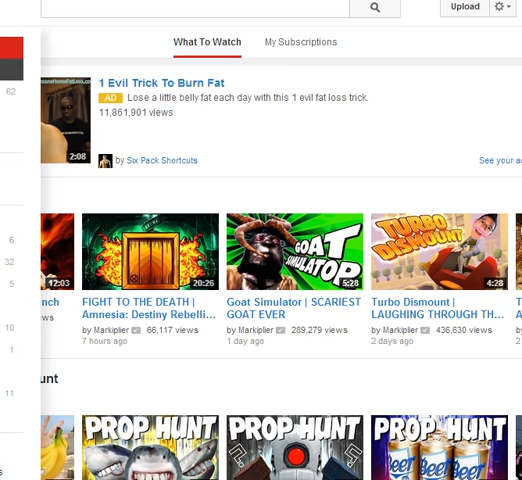 Upload
What To Watch My Subscriptions
62
1 Evil Trick To Burn Fat
AD Lose a little belly fat each day with this 1 evil fat loss trick.
11,861,901 views
2:08
by Six Pack Shortcuts
See your a
6
32
5
12:03
20:26
GOAT SIMULATOR
5:28
TURBO DISMOUNT
4:28
nch
FIGHT TO THE DEATH |
Amnesia: Destiny Rebelli...
Goat Simulator | SCARIEST
GOAT EVER
Turbo Dismount |
LAUGHING THROUGH TH...
T
A
ws
by Markiplier 66,117 views
by Markiplier 289,279 views
by Markiplier 436,630 views
7 hours ago
1 day ago
2 days ago
10
1
unt
11
PROP HUNT
PROP HUNT
PROP HUNT
Beer
Beer
Beer
s